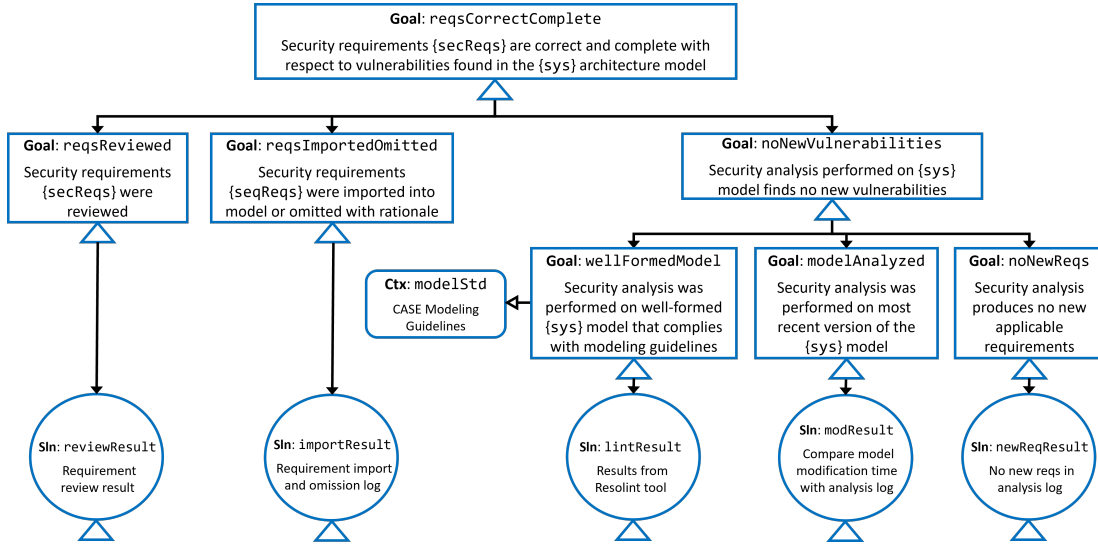 Goal: reqsCorrectComplete
Security requirements {secReqs} are correct and complete with
respect to vulnerabilities found in the {sys} architecture model
Goal: reqsReviewed
Security requirements
{secReqs} were
reviewed
Goal: reqsImportedOmitted
Security requirements
{seqReqs} were imported into
model or omitted with rationale
Goal: noNewVulnerabilities
Security analysis performed on {sys}
model finds no new vulnerabilities
Ctx: modelStd
CASE Modeling
Guidelines
Goal: wellFormedModel
Security analysis was
performed on well-formed
{sys} model that complies
with modeling guidelines
Goal: modelAnalyzed
Security analysis was
performed on most
recent version of the
{sys} model
Goal: noNewReqs
Security analysis
produces no new
applicable
requirements
Sln: reviewResult
Requirement
review result
Sln: importResult
Requirement import
and omission log
Sln: lintResult
Results from
Resolint tool
Sln: modResult
Compare model
modification time
with analysis log
Sln: newReqResult
No new reqs in
analysis log